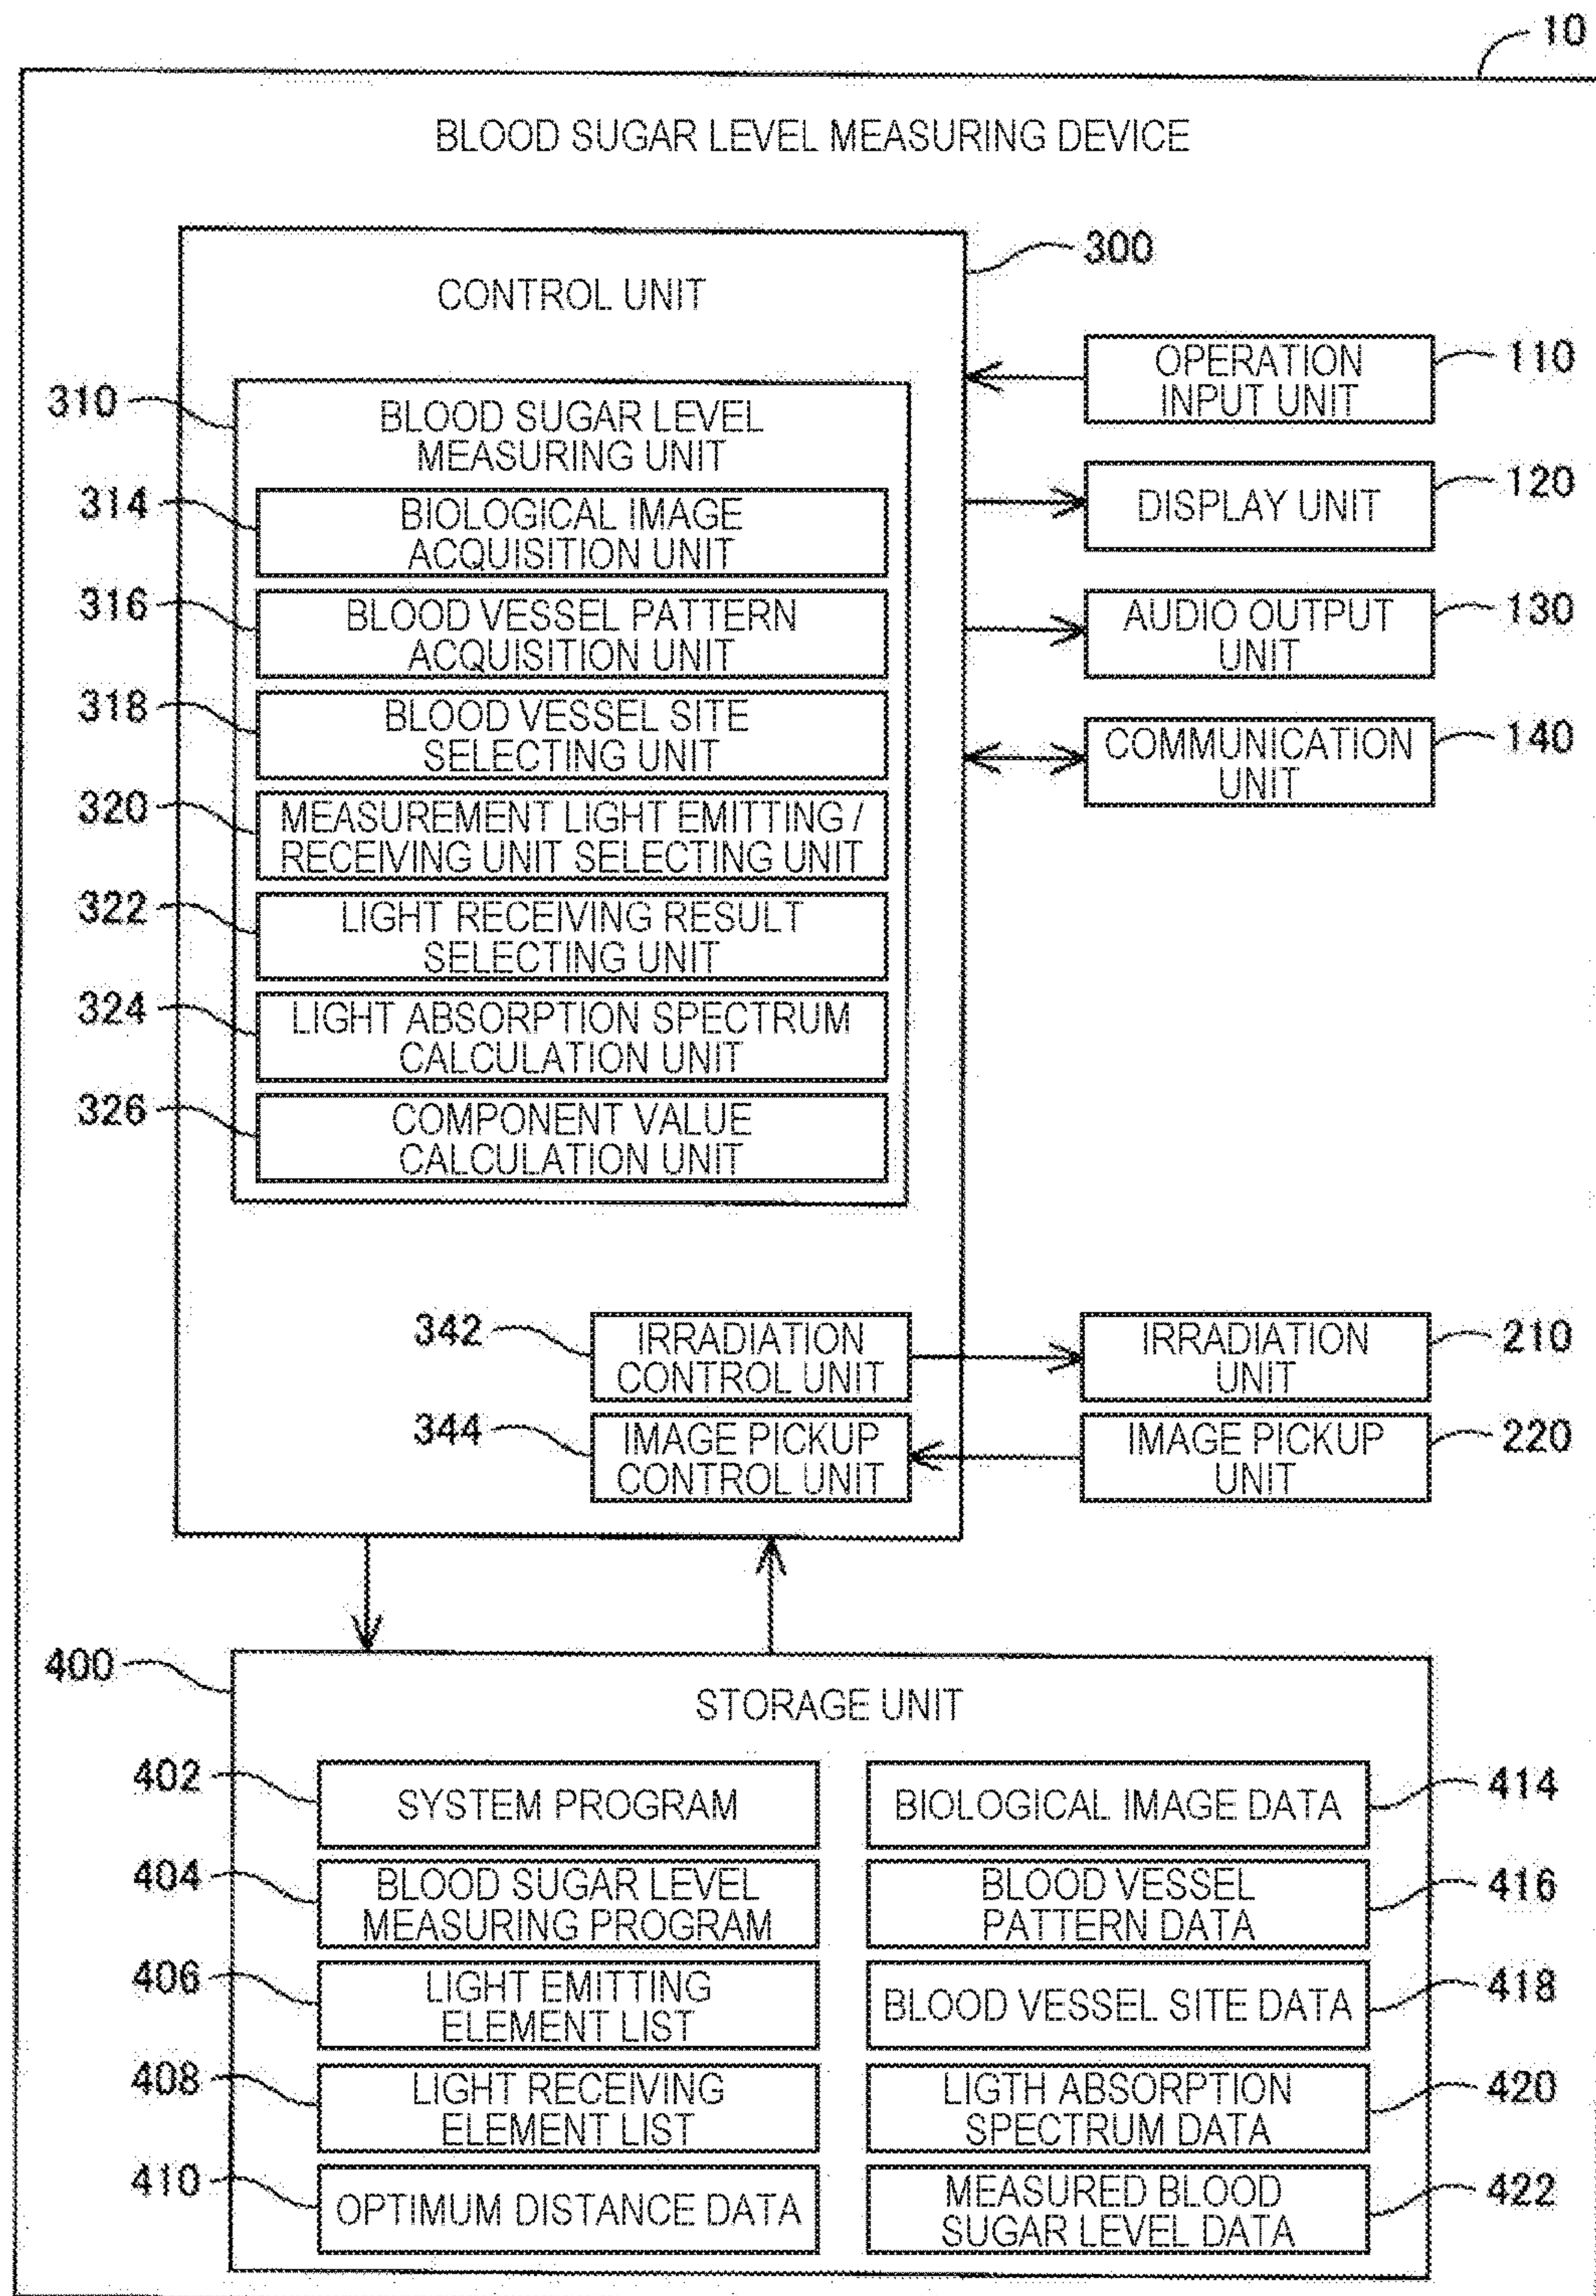 10
BLOOD SUGAR LEVEL MEASURING DEVICE
300
CONTROL UNIT
310
BLOOD SUGAR LEVEL
MEASURING UNIT
314
BIOLOGICAL IMAGE
ACQUISITION UNIT
316
BLOOD VESSEL PATTERN
ACQUISITION UNIT
318
BLOOD VESSEL SITE
SELECTING UNIT
320
MEASUREMENT LIGHT EMITTING /
RECEIVING UNIT SELECTING UNIT
322
LIGHT RECEIVING RESULT
SELECTING UNIT
324
LIGHT ABSORPTION SPECTRUM
CALCULATION UNIT
326
COMPONENT VALUE
CALCULATION UNIT
OPERATION
INPUT UNIT
110
DISPLAY UNIT
120
AUDIO OUTPUT
UNIT
130
COMMUNICATION
UNIT
140
342
IRRADIATION
CONTROL UNIT
IRRADIATION
UNIT
210
344
IMAGE PICKUP
CONTROL UNIT
IMAGE PICKUP
UNIT
220
400
STORAGE UNIT
402
SYSTEM PROGRAM
404
BLOOD SUGAR LEVEL
MEASURING PROGRAM
406
LIGHT EMITTING
ELEMENT LIST
408
LIGHT RECEIVING
ELEMENT LIST
410
OPTIMUM DISTANCE DATA
BIOLOGICAL IMAGE DATA
414
BLOOD VESSEL
PATTERN DATA
416
BLOOD VESSEL SITE DATA
418
LIGTH ABSORPTION
SPECTRUM DATA
420
MEASURED BLOOD
SUGAR LEVEL DATA
422